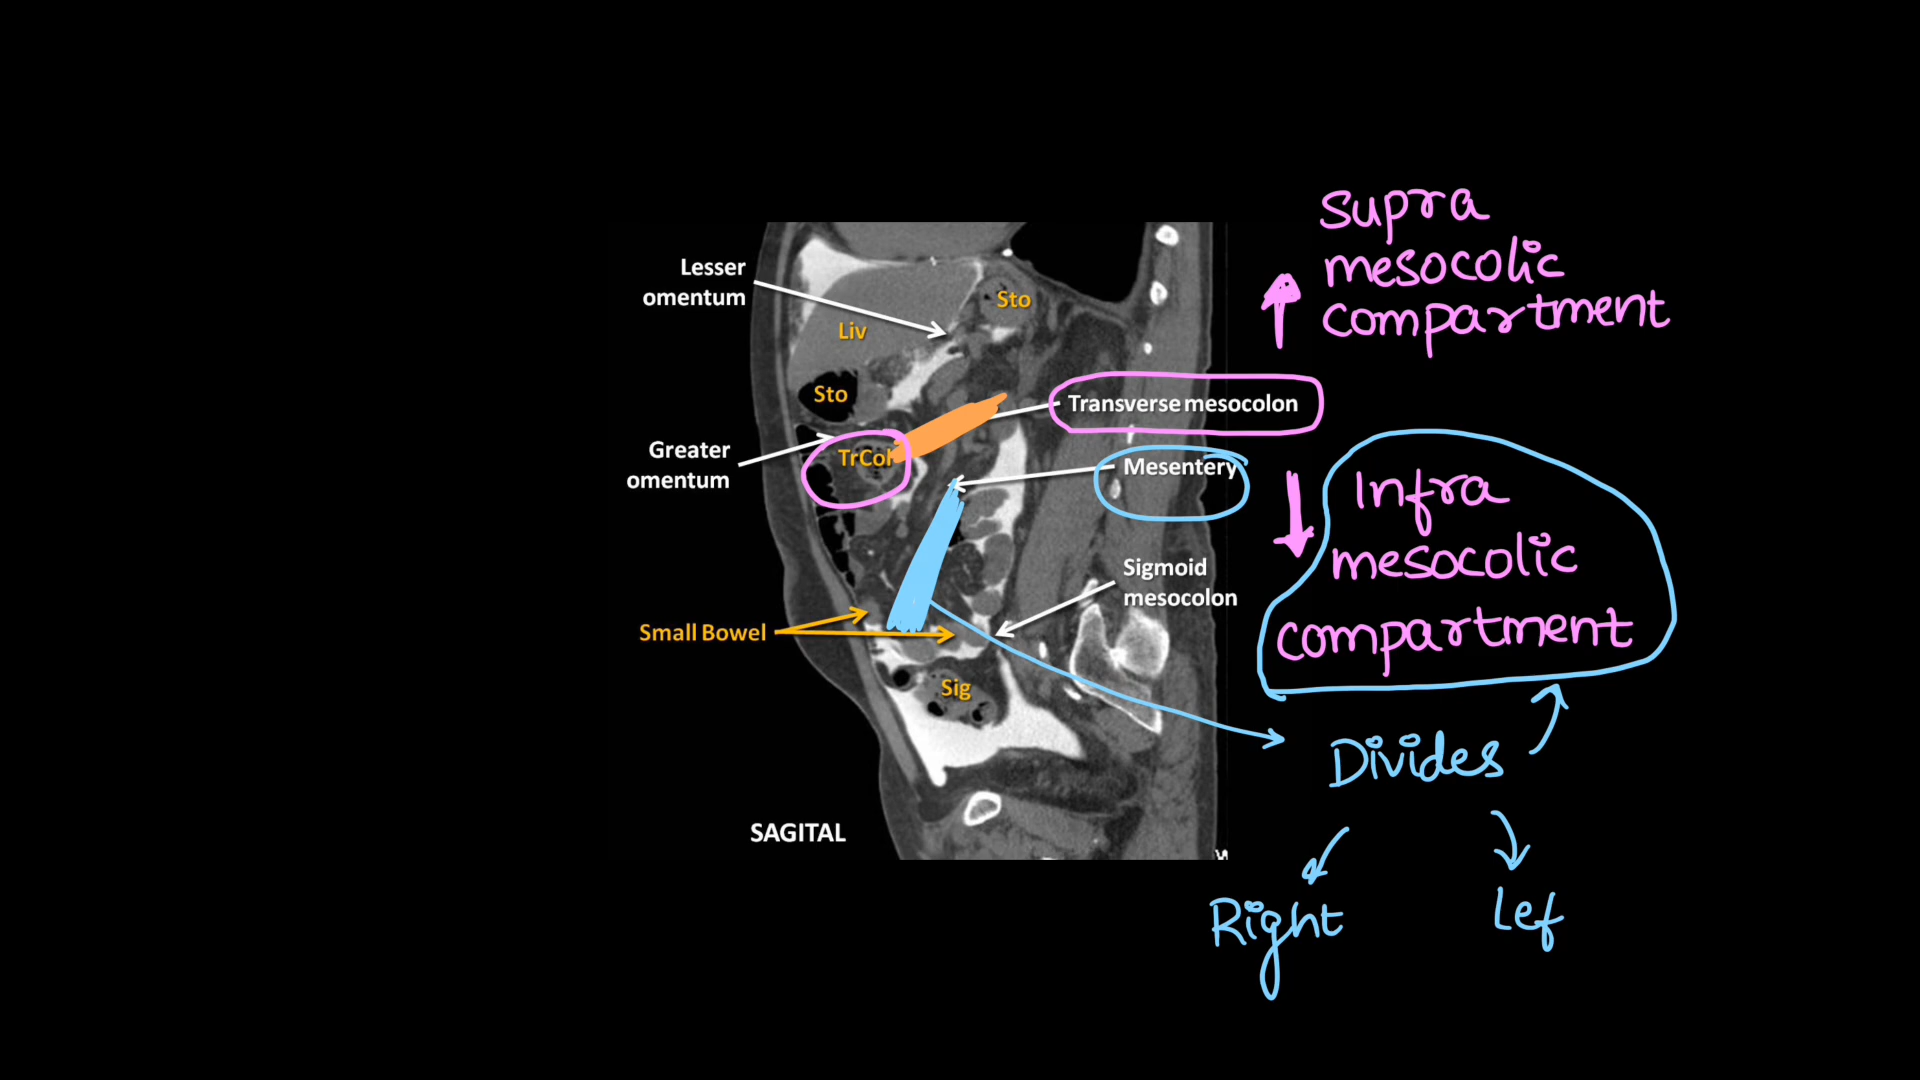 Supra
mesocolic
compartment
Lesser
omentum
Sto
Liv
Sto
Transverse mesocolon
Greater
omentum
TrCol
Mesentery
Infra
mesocolic
compartment
Sigmoid
mesocolon
Small Bowel
Sig
Divides
SAGITAL
Right
Lef